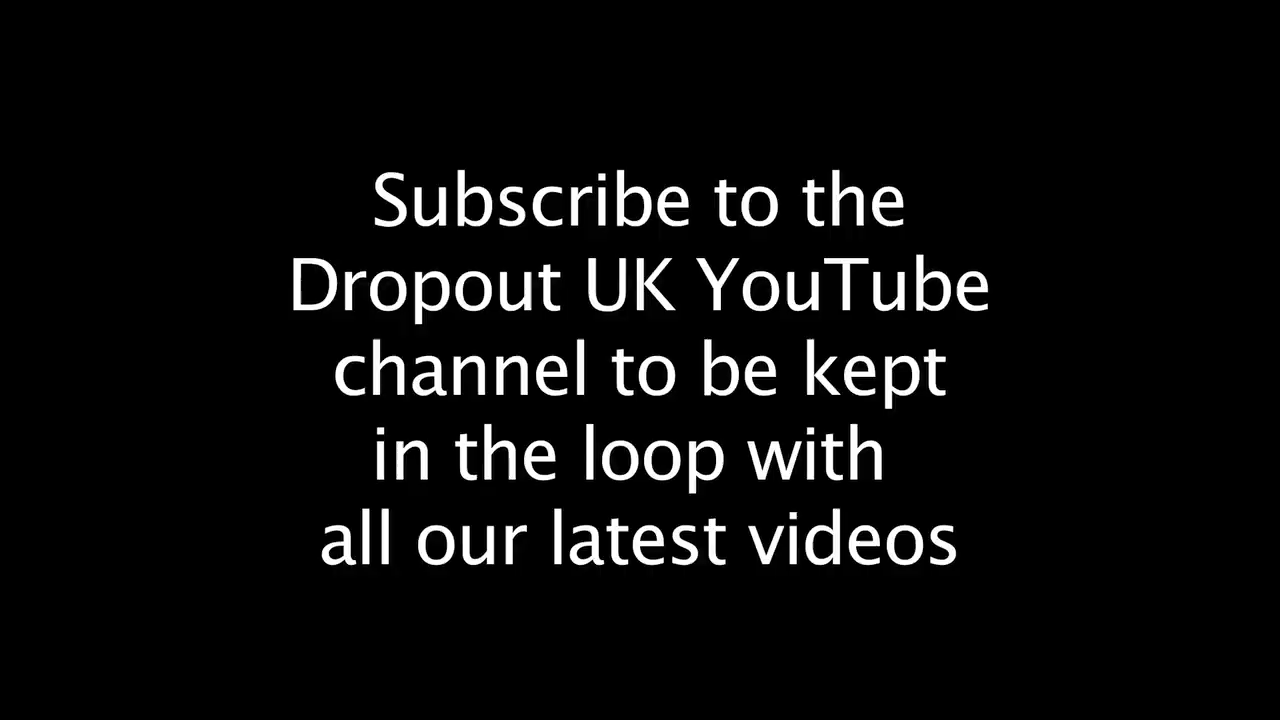 Subscribe to the
Dropout UK YouTube
channel to be kept
in the loop with
all our latest videos